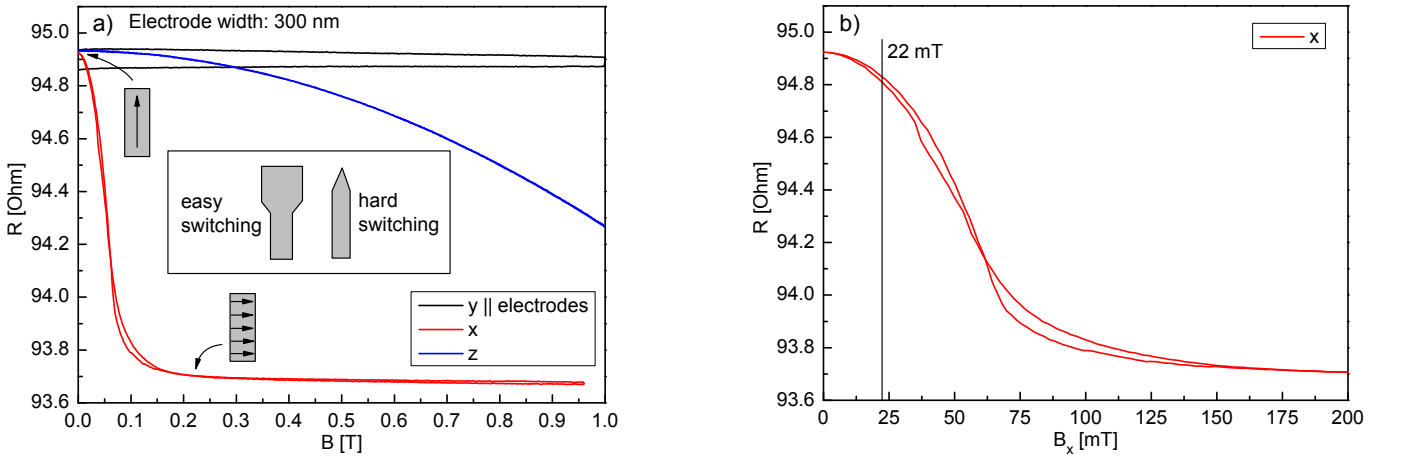 a) Electrode width: 300 nm
95.0
94.8
94.6
94.4
94.2
94.0
93.8
93.6
R [Ohm]
easy
switching
hard
switching
y || electrodes
x
z
0.0 0.1 0.2 0.3 0.4 0.5 0.6 0.7 0.8 0.9 1.0
B [T]
b)
22 mT
x
95.0
94.8
94.6
94.4
94.2
94.0
93.8
93.6
R [Ohm]
0 25 50 75 100 125 150 175 200
Bx [mT]